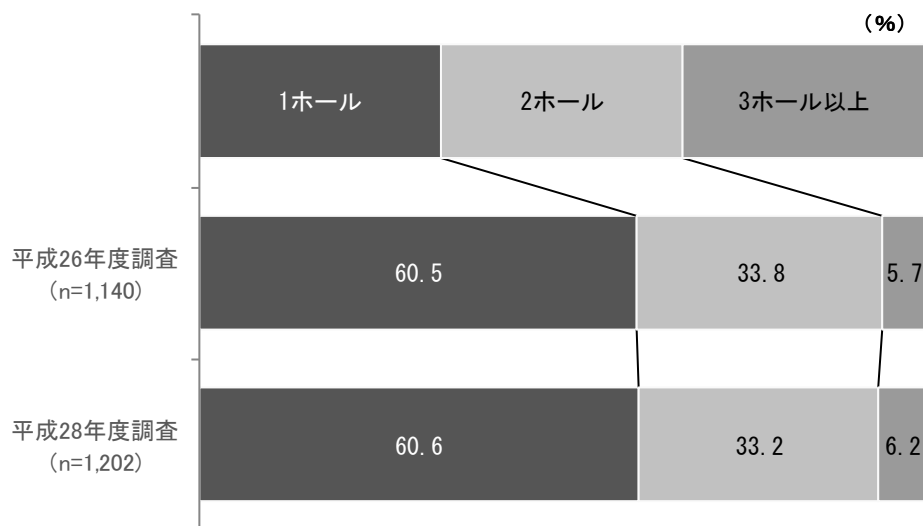 (%)
1ホール 2ホール 3ホール以上
平成26年度調査
(n=1,140)
60.5 33.8 5.7
平成28年度調査
(n=1,202)
60.6 33.2 6.2